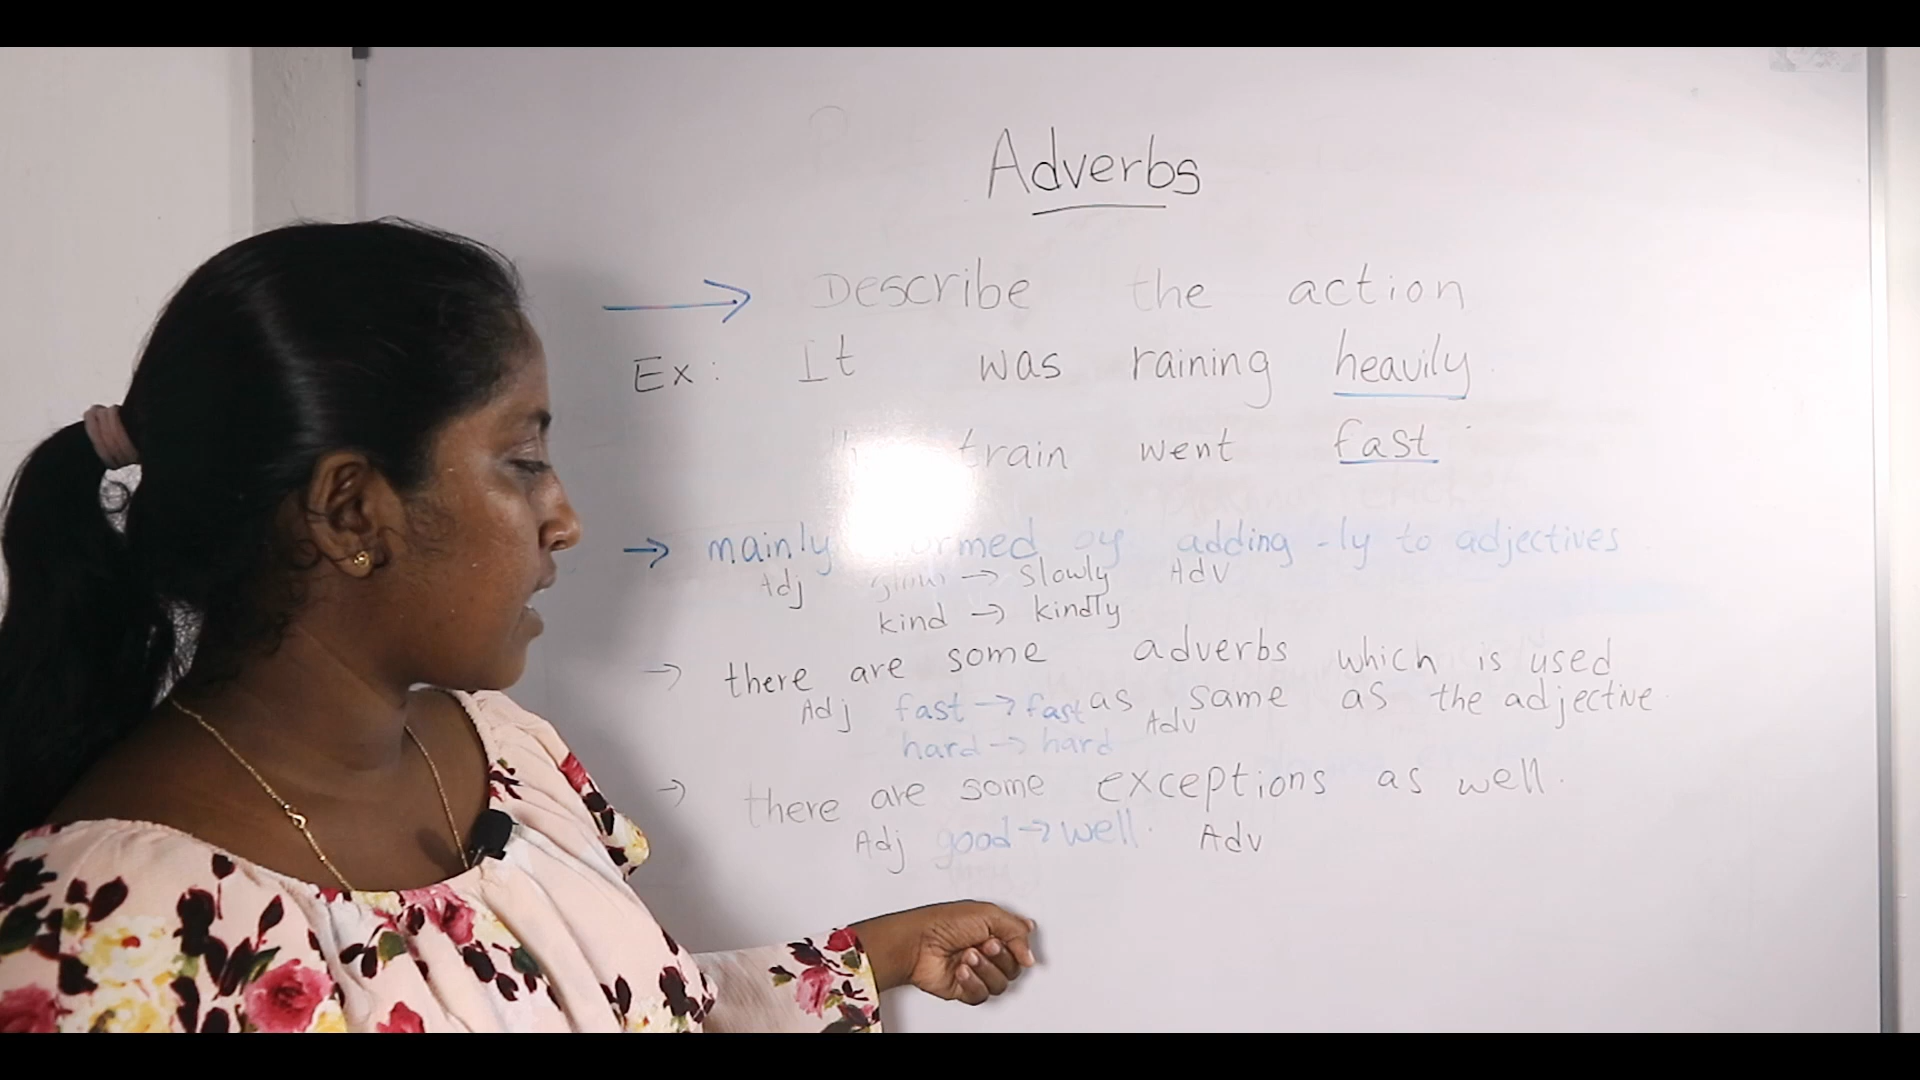 Adverbs
Describe the action
Ex: It was raining heavily.
train went fast.
mainly formed by adding -ly to adjectives
Adj slow → slowly Adv
kind → kindly
→ there are some adverbs which is used
as same as the adjective.
Adj fast → fast Adv
hard → hard
→ there are some exceptions as well.
Adj good → well. Adv